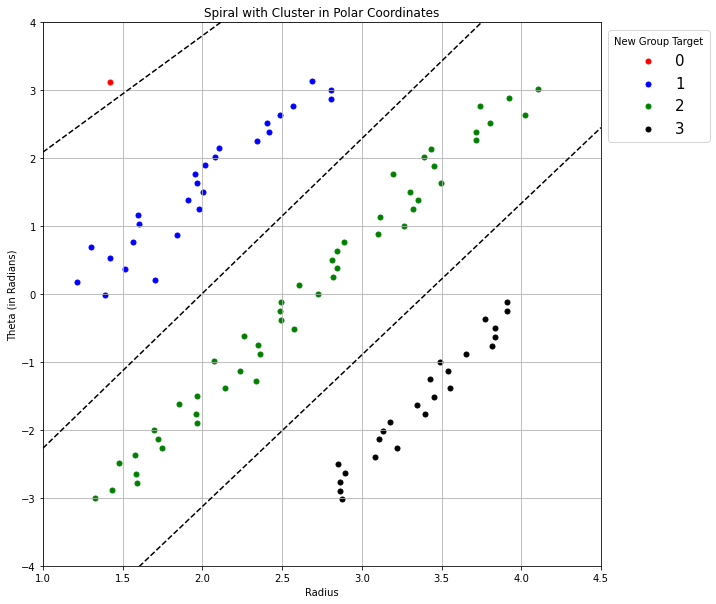 Spiral with Cluster in Polar Coordinates
New Group Target
0
1
2
3
Theta (in Radians)
4
3
2
1
0
−1
−2
−3
−4
1.0 1.5 2.0 2.5 3.0 3.5 4.0 4.5
Radius